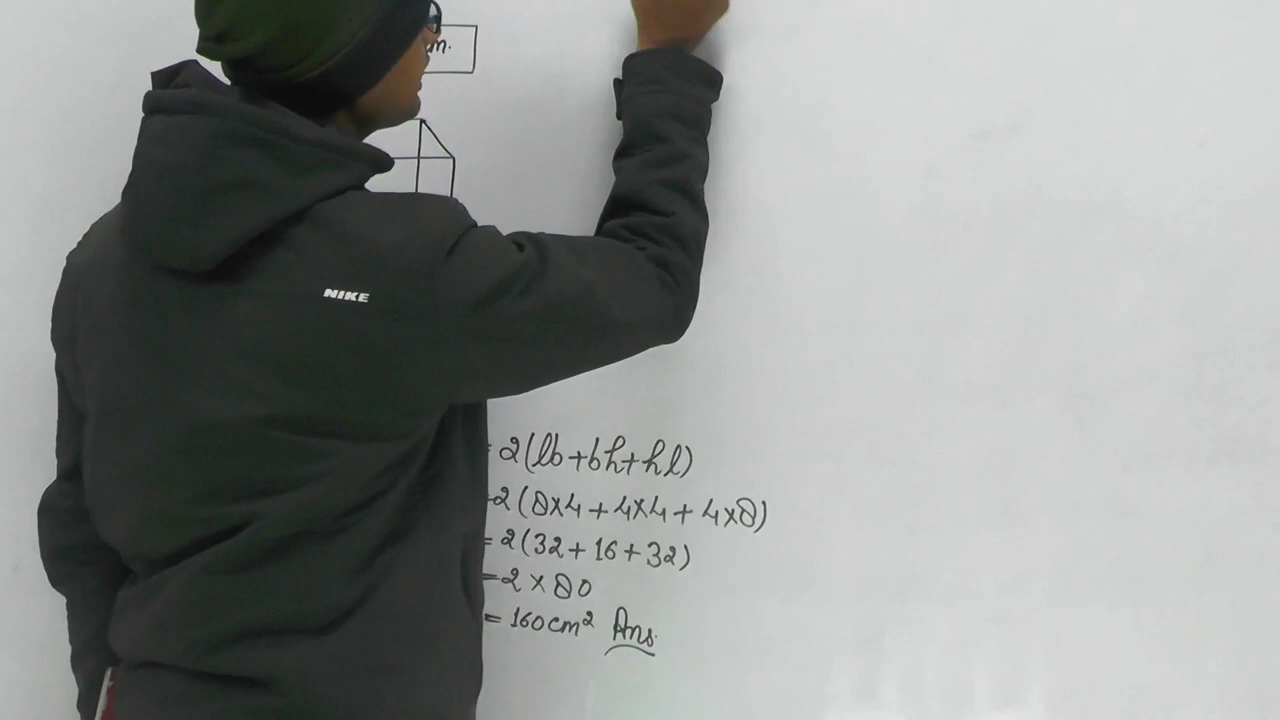 m.
NIKE
= 2(lb+bh+hl)
=2(8×4+4×4+4×8)
= 2(32+16+32)
=2×80
= 160cm² Ans.